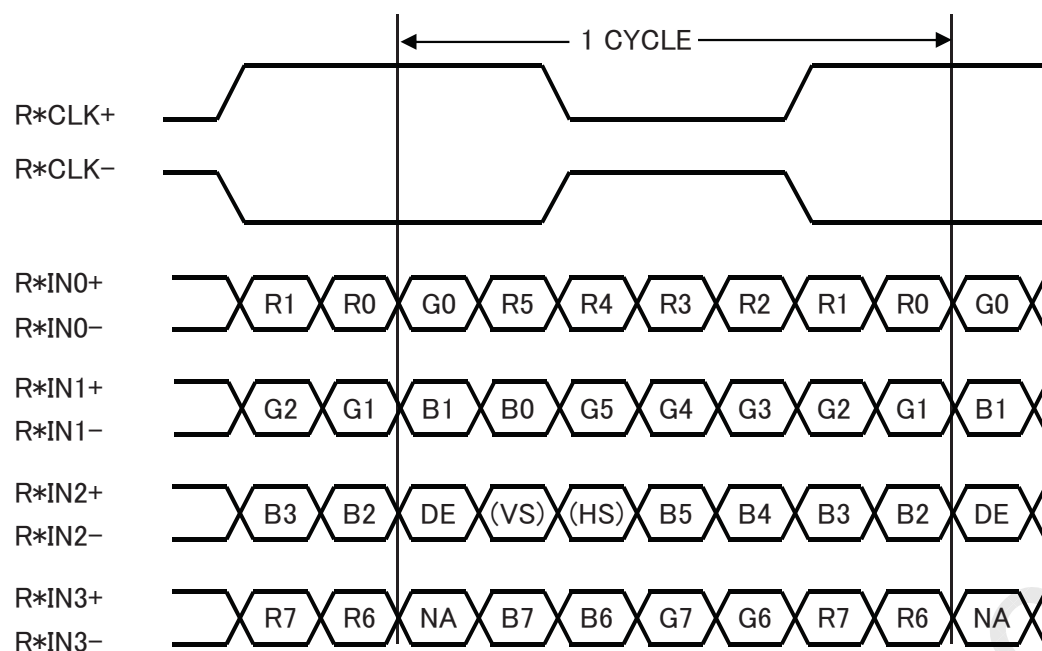 1 CYCLE
R*CLK+
R*CLK-
R*IN0+
R1 R0 G0 R5 R4 R3 R2 R1 R0 G0
R*IN0-
R*IN1+
G2 G1 B1 B0 G5 G4 G3 G2 G1 B1
R*IN1-
R*IN2+
B3 B2 DE (VS) (HS) B5 B4 B3 B2 DE
R*IN2-
R*IN3+
R7 R6 NA B7 B6 G7 G6 R7 R6 NA
R*IN3-